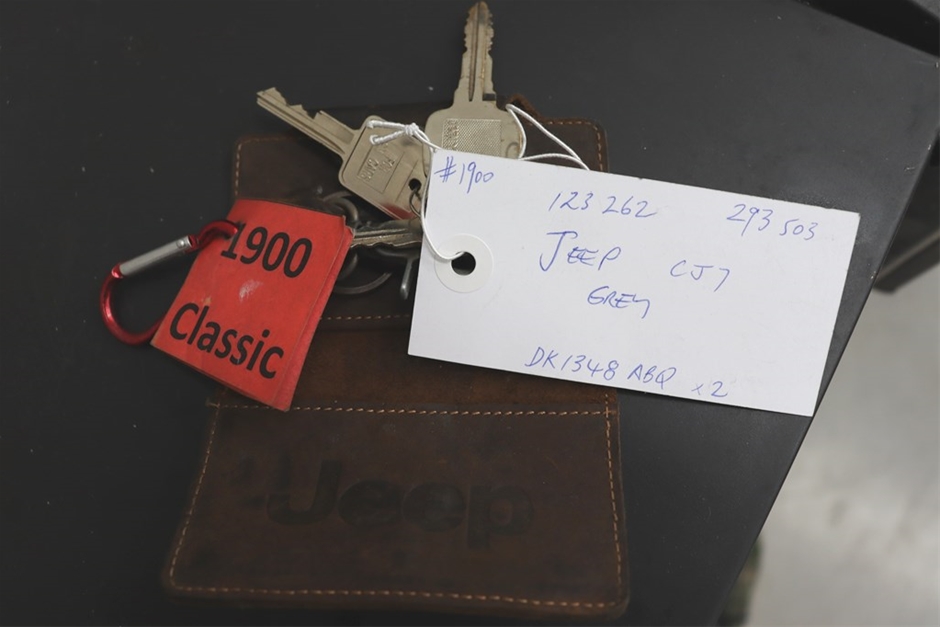 #1900
123 262 293 503
JEEP CJ7
GREY
DK1348 ABQ x2
1900
Classic
Jeep